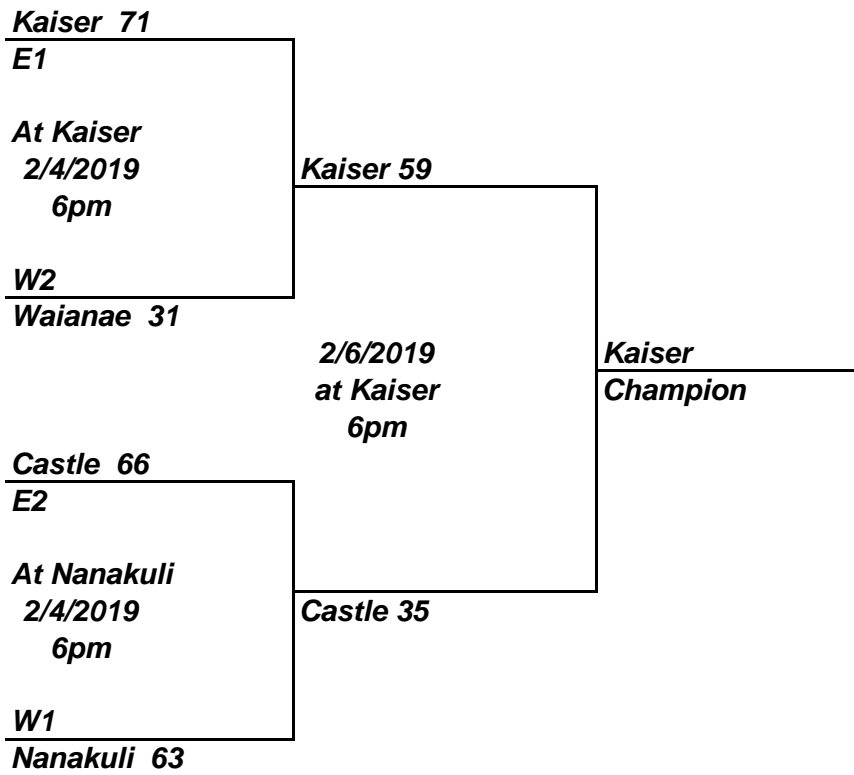 Kaiser 71
E1
At Kaiser
2/4/2019
6pm
W2
Waianae 31
Castle 66
E2
At Nanakuli
2/4/2019
6pm
W1
Nanakuli 63
Kaiser 59
2/6/2019
at Kaiser
6pm
Castle 35
Kaiser
Champion